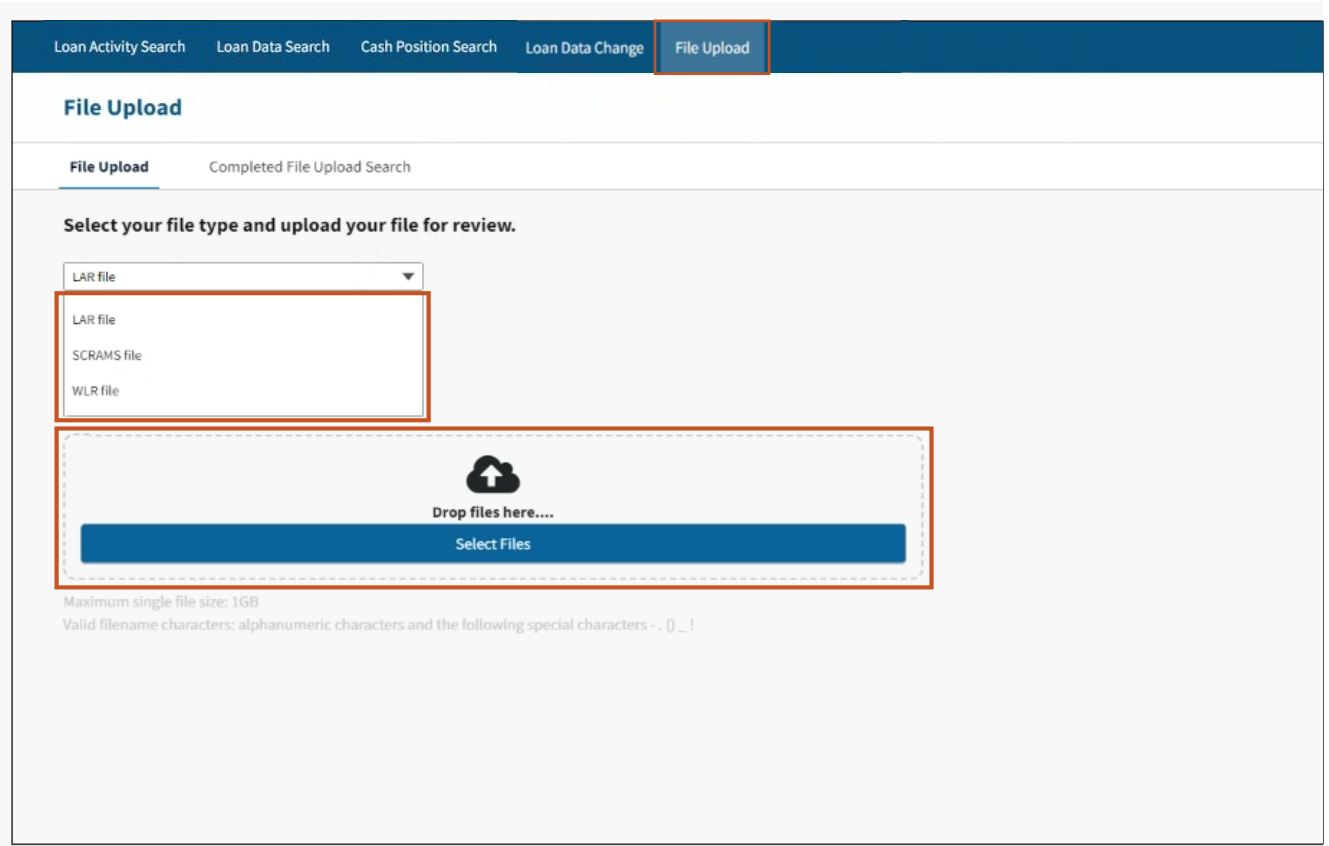 Loan Activity Search Loan Data Search Cash Position Search Loan Data Change File Upload
File Upload
File Upload Completed File Upload Search
Select your file type and upload your file for review.
LAR file
LAR file
SCRAMS file
WLR file
Drop files here....
Select Files
Maximum single file size: 1GB
Valid filename characters: alphanumeric characters and the following special characters - . () _ !